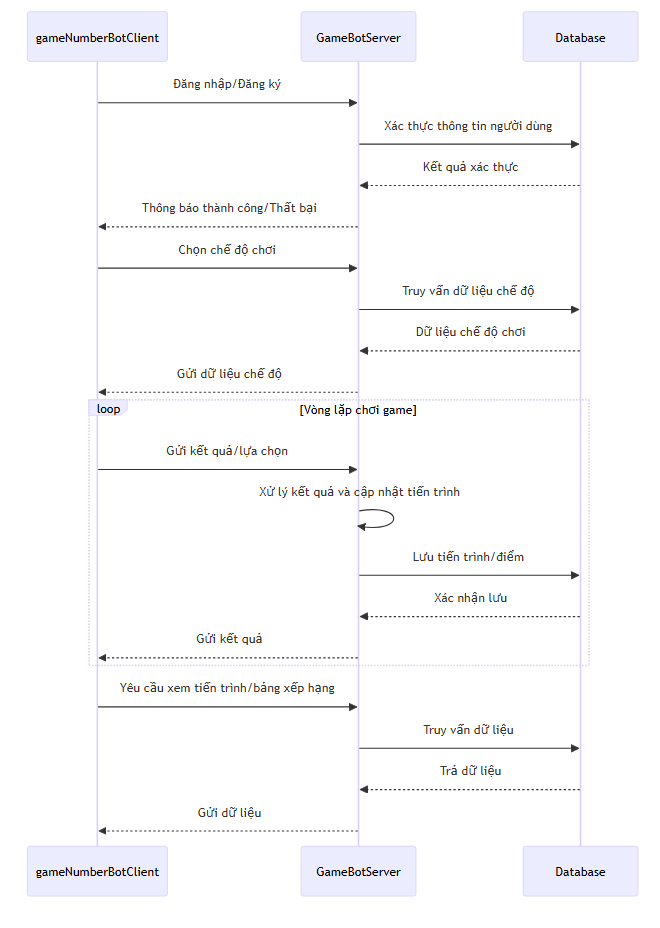 gameNumberBotClient
GameBotServer
Database
Đăng nhập/Đăng ký
Xác thực thông tin người dùng
Kết quả xác thực
Thông báo thành công/Thất bại
Chọn chế độ chơi
Truy vấn dữ liệu chế độ
Dữ liệu chế độ chơi
Gửi dữ liệu chế độ
loop
[Vòng lặp chơi game]
Gửi kết quả/lựa chọn
Xử lý kết quả và cập nhật tiến trình
Lưu tiến trình/điểm
Xác nhận lưu
Gửi kết quả
Yêu cầu xem tiến trình/bảng xếp hạng
Truy vấn dữ liệu
Trả dữ liệu
Gửi dữ liệu
gameNumberBotClient
GameBotServer
Database